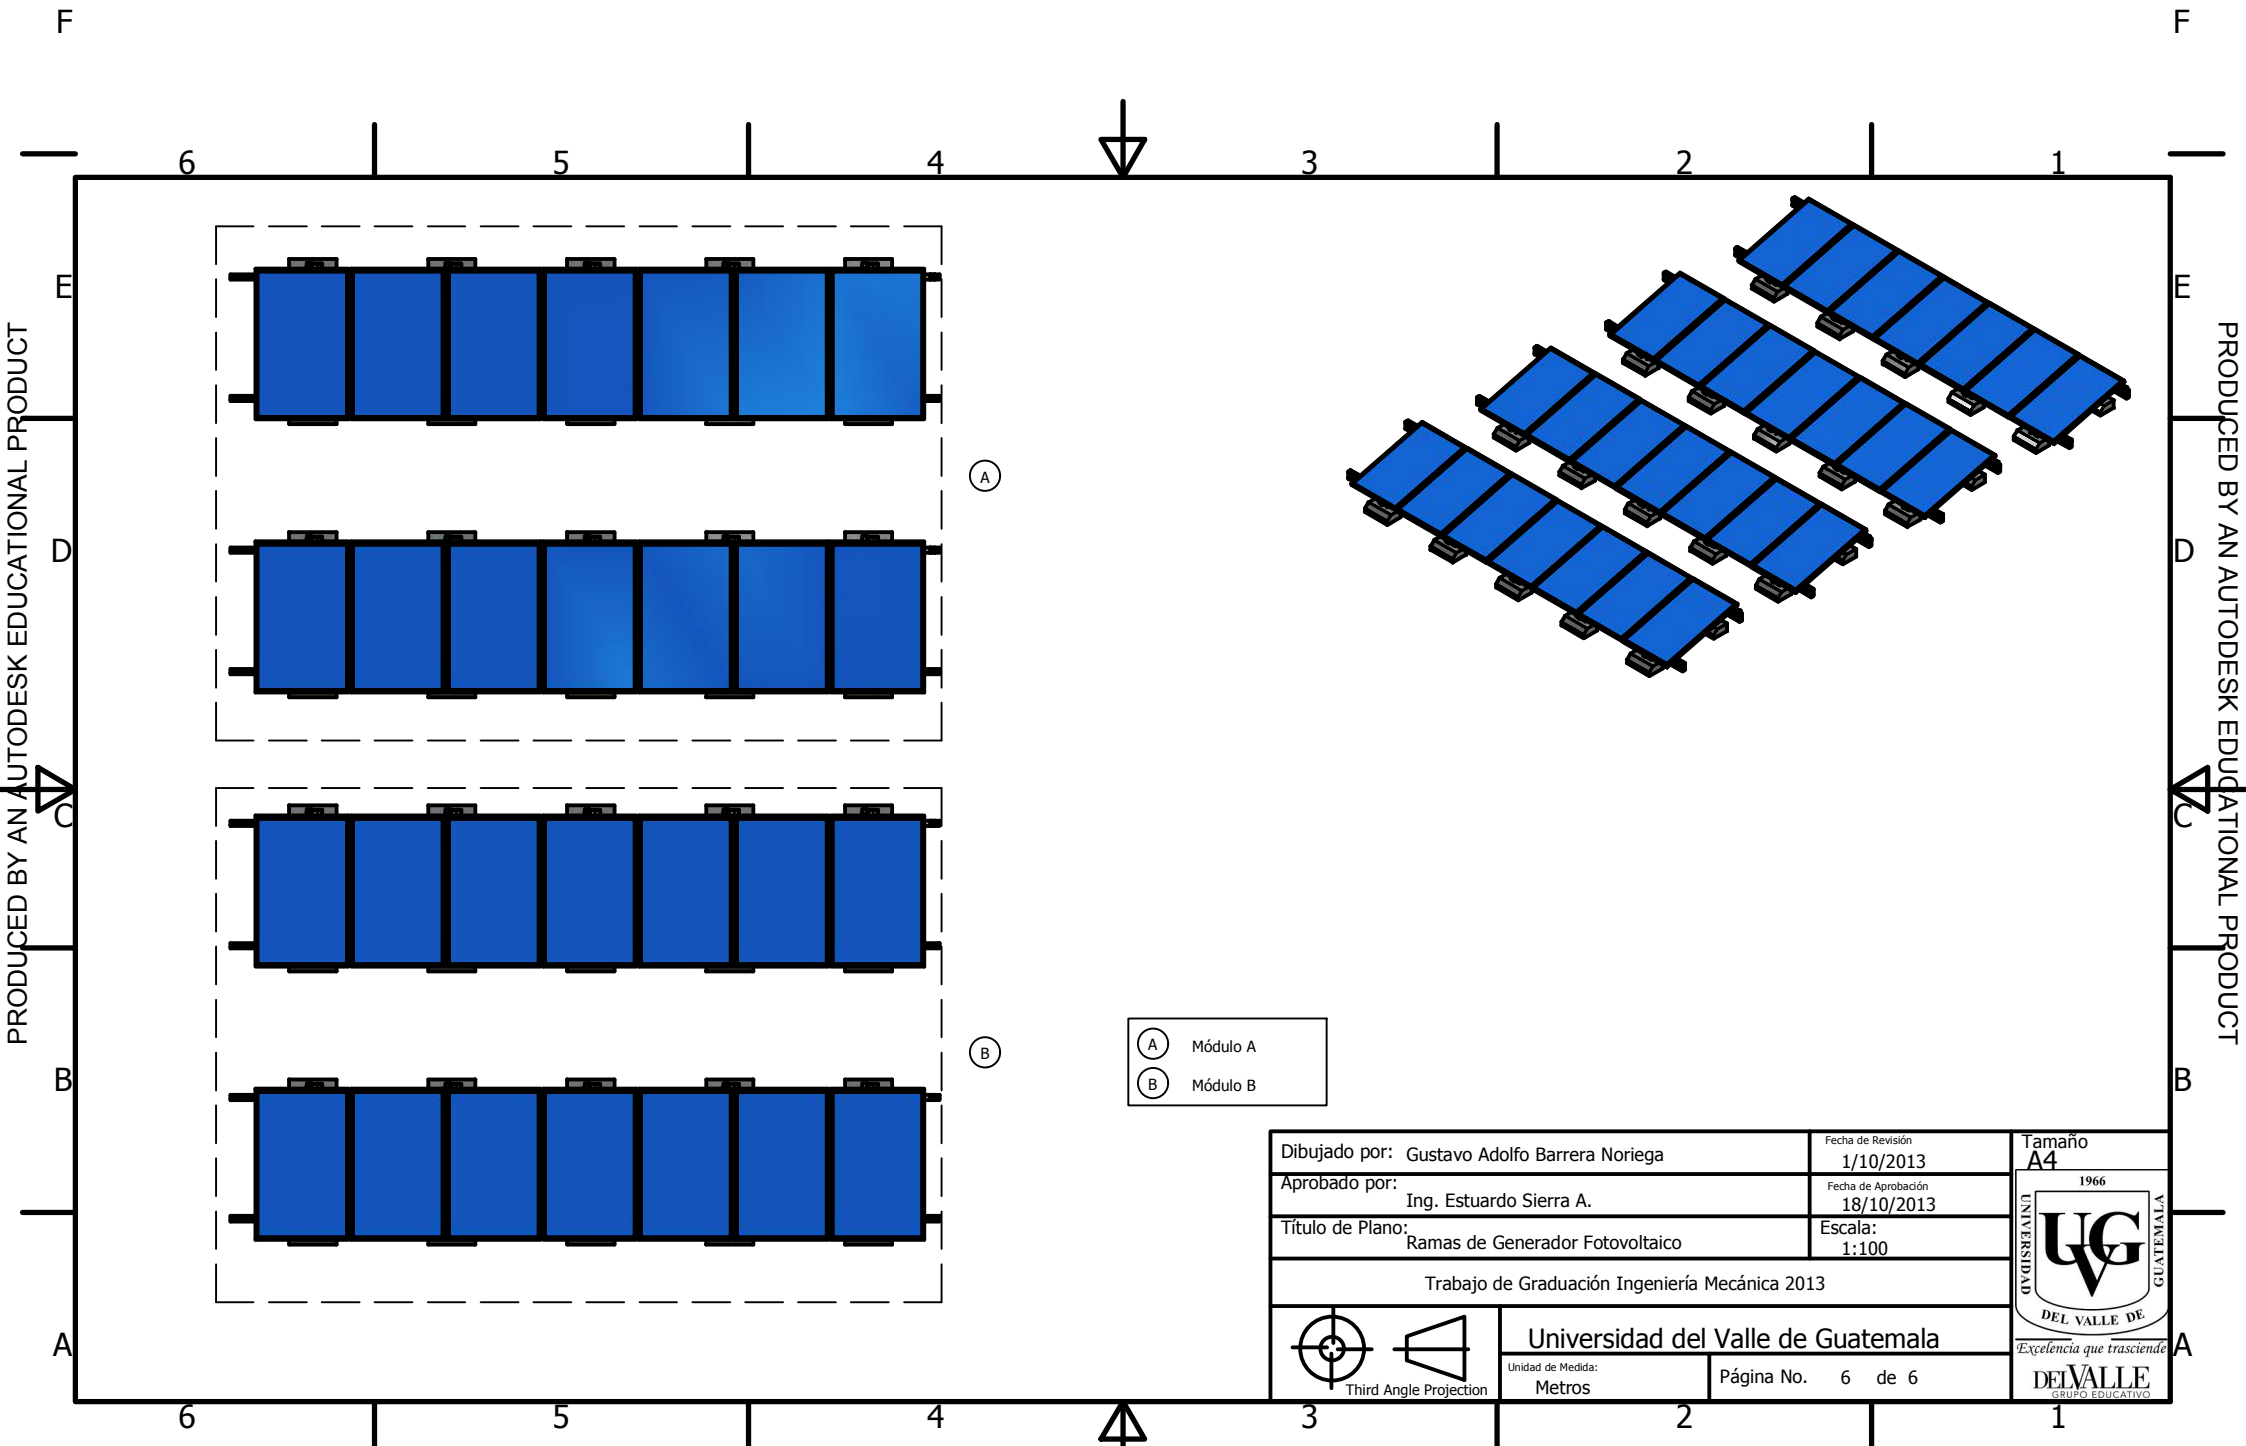 F
F
6
5
4
3
2
1
E
E
D
D
C
C
B
B
A
A
PRODUCED BY AN AUTODESK EDUCATIONAL PRODUCT
PRODUCED BY AN AUTODESK EDUCATIONAL PRODUCT
A
B
A Módulo A
B Módulo B
Dibujado por: Gustavo Adolfo Barrera Noriega
Fecha de Revisión
1/10/2013
Aprobado por:
Ing. Estuardo Sierra A.
Fecha de Aprobación
18/10/2013
Título de Plano:
Ramas de Generador Fotovoltaico
Escala:
1:100
Trabajo de Graduación Ingeniería Mecánica 2013
Third Angle Projection
Universidad del Valle de Guatemala
Unidad de Medida:
Metros
Página No. 6 de 6
Tamaño
A4
1966
UNIVERSIDAD
UVG
GUATEMALA
DEL VALLE DE
Excelencia que trasciende
DEL VALLE
GRUPO EDUCATIVO
6
5
4
3
2
1